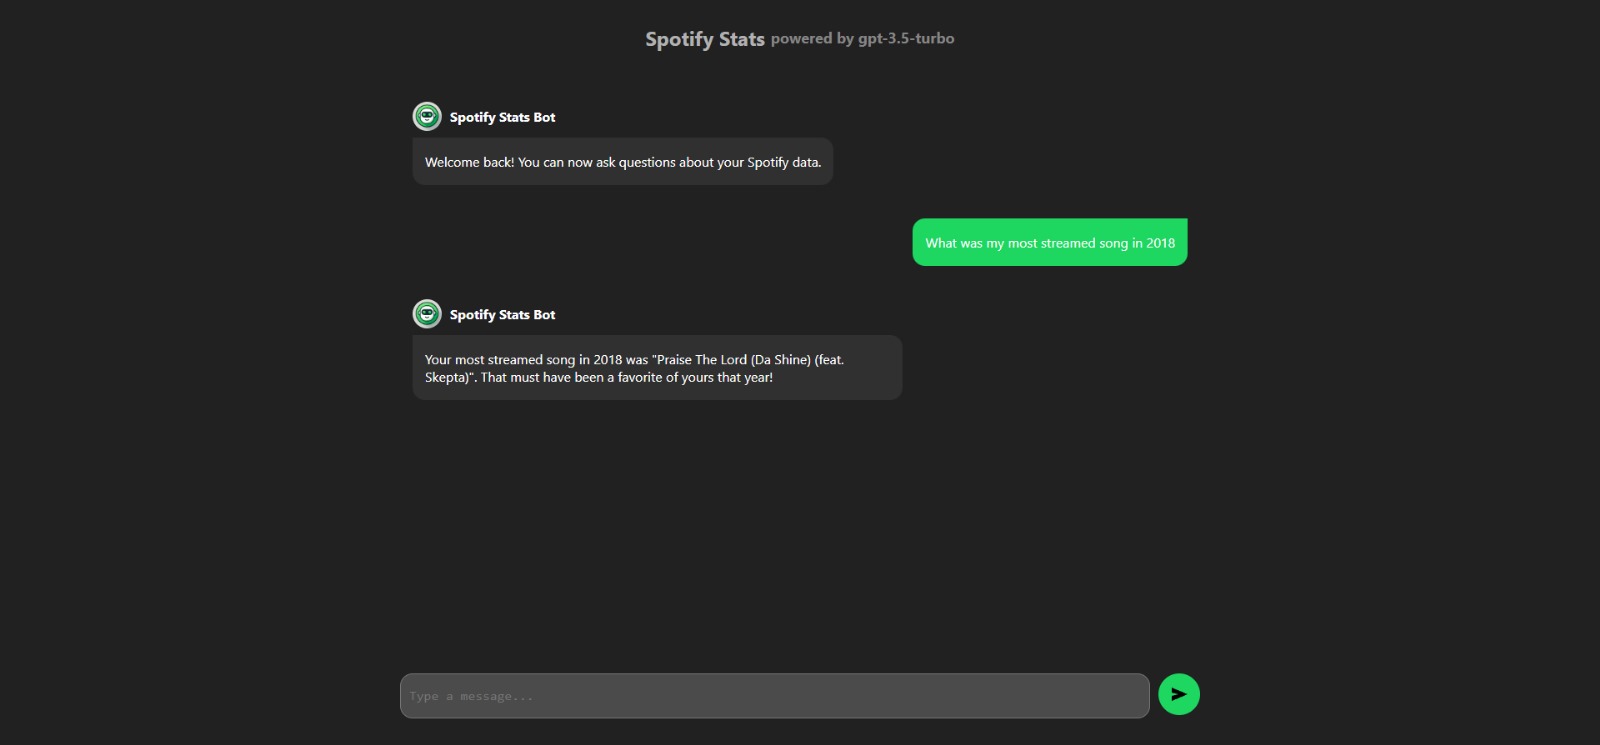 Spotify Stats powered by gpt-3.5-turbo
Spotify Stats Bot
Welcome back! You can now ask questions about your Spotify data.
What was my most streamed song in 2018
Spotify Stats Bot
Your most streamed song in 2018 was "Praise The Lord (Da Shine) (feat.
Skepta)". That must have been a favorite of yours that year!
Type a message...